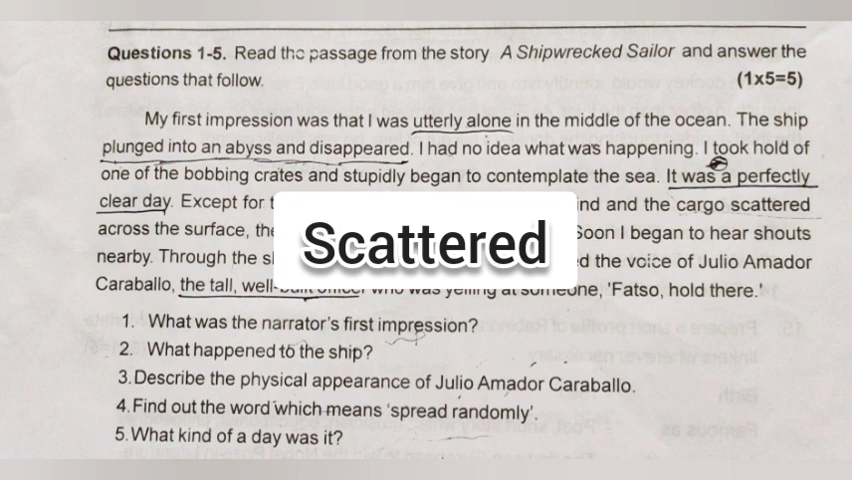 Questions 1-5. Read the passage from the story A Shipwrecked Sailor and answer the
questions that follow. (1x5=5)
My first impression was that I was utterly alone in the middle of the ocean. The ship
plunged into an abyss and disappeared. I had no idea what was happening. I took hold of
one of the bobbing crates and stupidly began to contemplate the sea. It was a perfectly
clear day. Except for and the cargo scattered
across the surface, Soon I began to hear shouts
nearby. Through the the voice of Julio Amador
Caraballo, the tall, well-built officer who was yelling at someone, 'Fatso, hold there.'
Scattered
1. What was the narrator's first impression?
2. What happened to the ship?
3. Describe the physical appearance of Julio Amador Caraballo.
4. Find out the word which means 'spread randomly'.
5. What kind of a day was it?